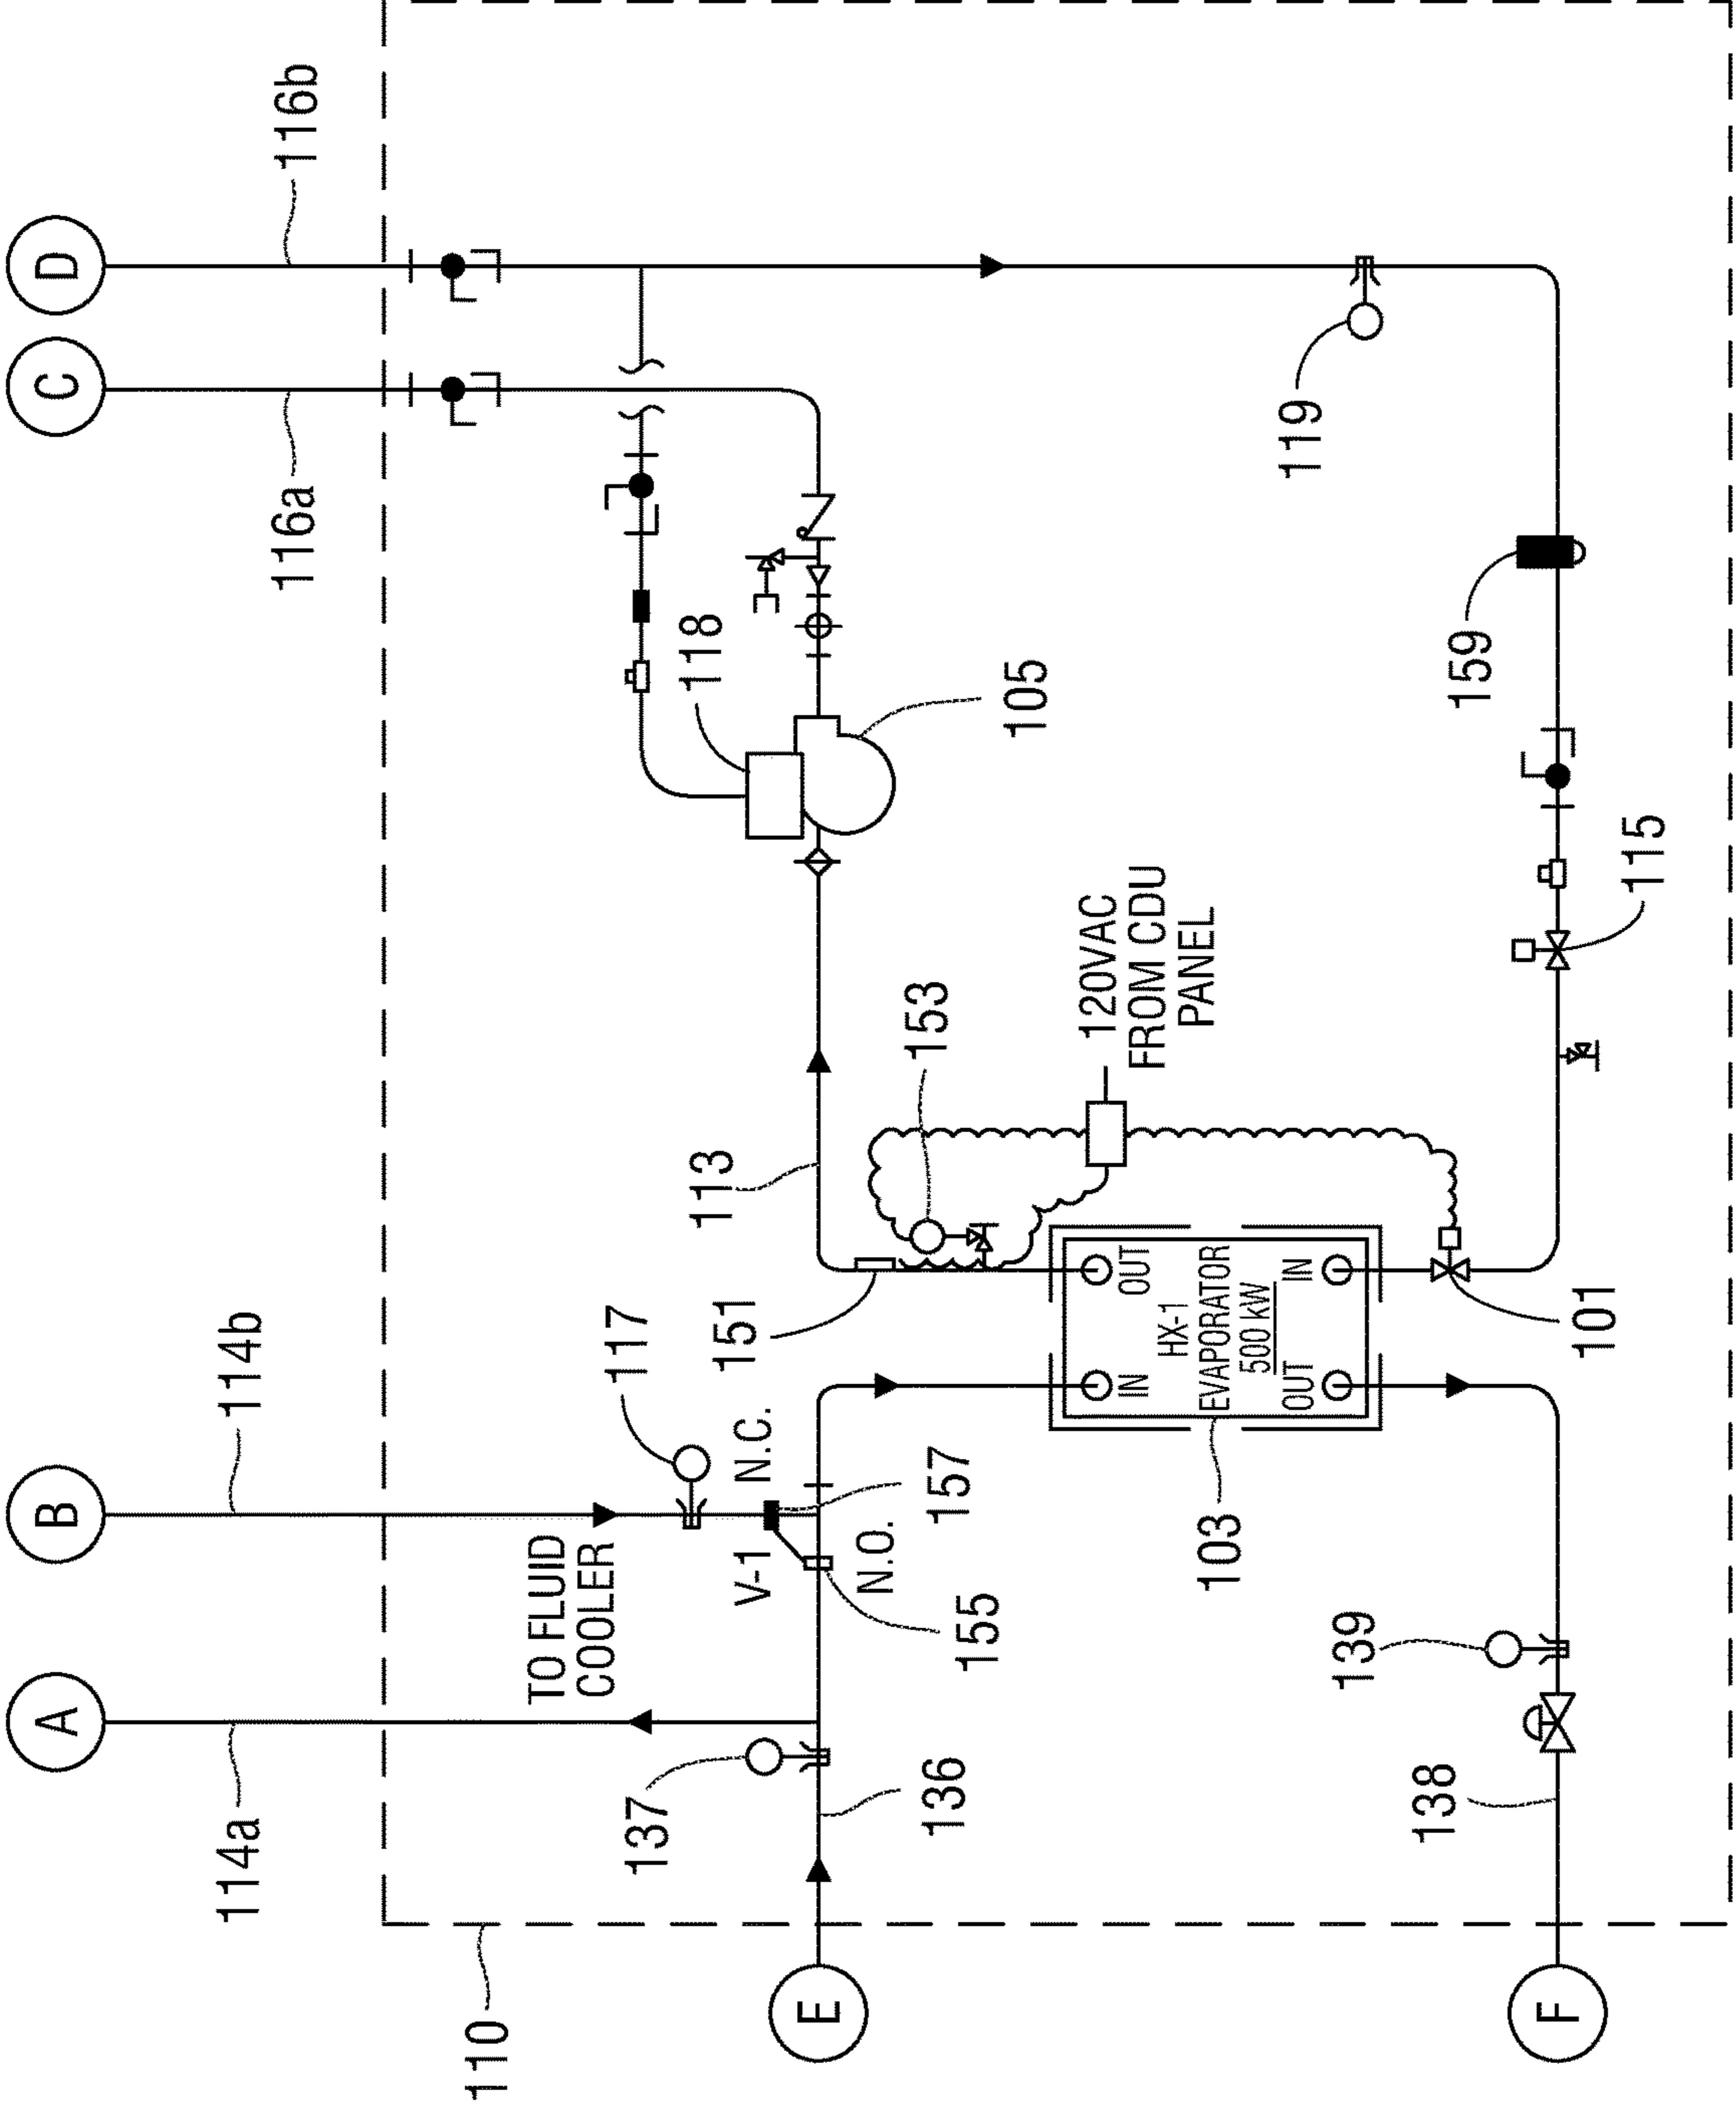 A
B
C
D
114a
114b
116a
116b
110
TO FLUID
COOLER
117
V-1
N.C.
137
136
155
N.O.
157
113
151
153
118
105
119
120VAC
FROM CDU
PANEL
E
IN
OUT
HX-1
EVAPORATOR
500 kW
OUT
IN
103
101
115
159
139
138
F